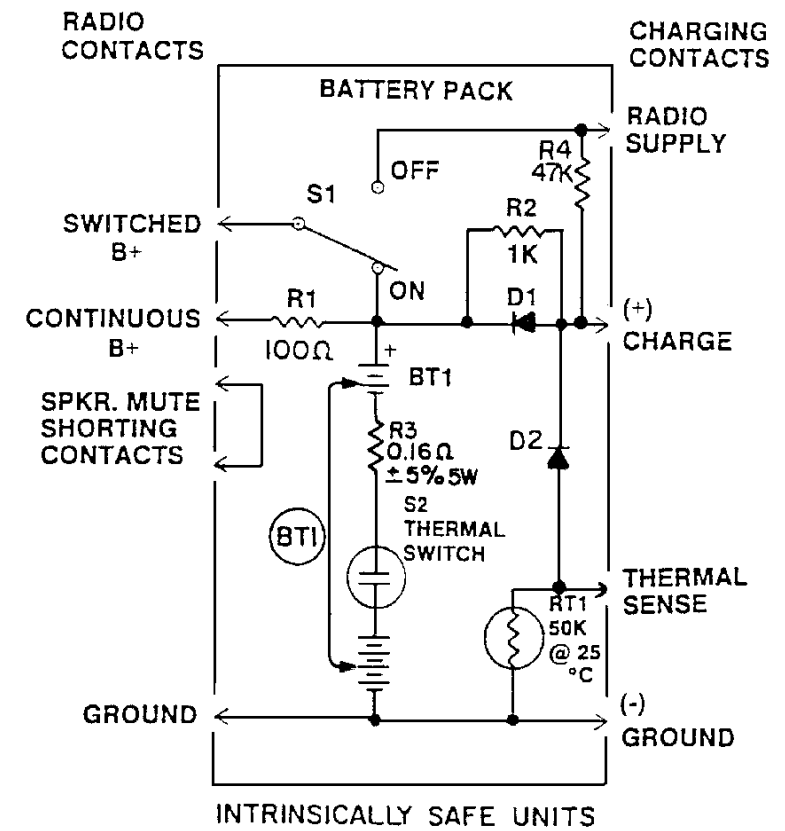 RADIO
CONTACTS
CHARGING
CONTACTS
BATTERY PACK
RADIO
SUPPLY
R4
47K
OFF
S1
R2
1K
SWITCHED
B+
ON
R1
100Ω
D1
CONTINUOUS
B+
(+)
CHARGE
+
BT1
SPKR. MUTE
SHORTING
CONTACTS
R3
0.16Ω
±5% 5W
D2
S2
THERMAL
SWITCH
BT1
THERMAL
SENSE
RT1
50K
@ 25
°C
GROUND
(-)
GROUND
INTRINSICALLY SAFE UNITS